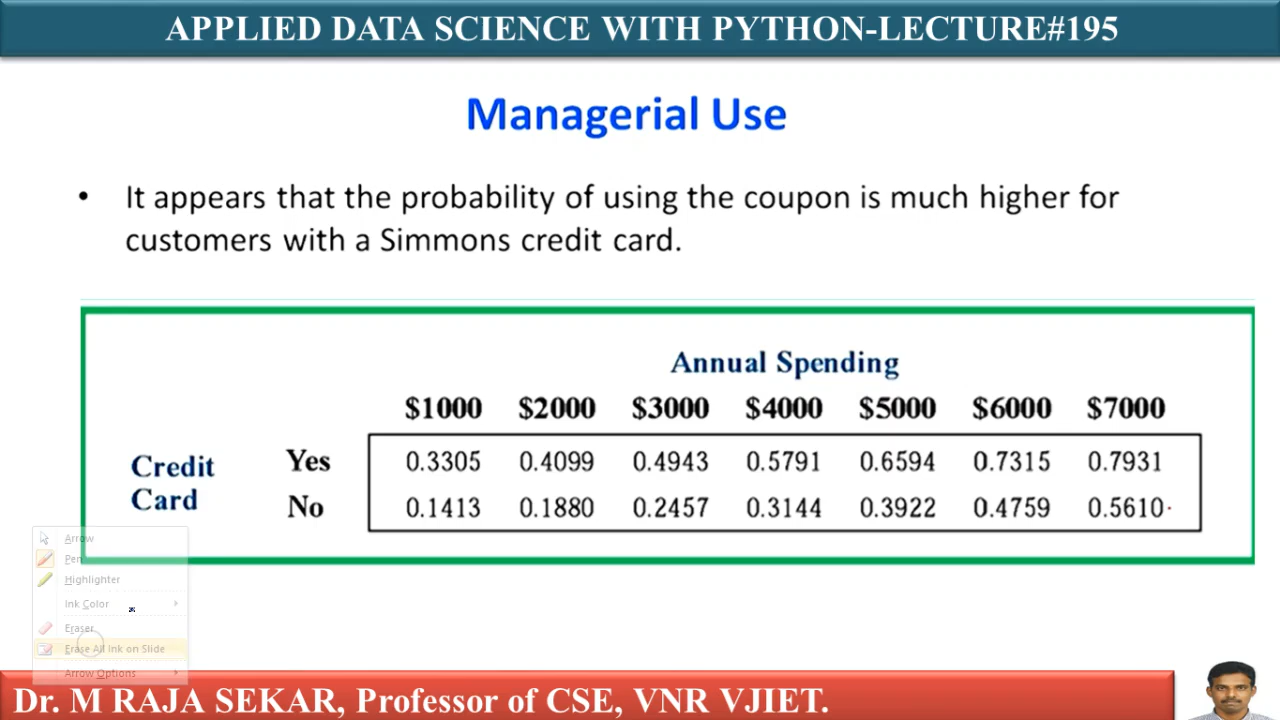 APPLIED DATA SCIENCE WITH PYTHON-LECTURE#195
Managerial Use
• It appears that the probability of using the coupon is much higher for
customers with a Simmons credit card.
Annual Spending
$1000 $2000 $3000 $4000 $5000 $6000 $7000
Credit Card
Yes 0.3305 0.4099 0.4943 0.5791 0.6594 0.7315 0.7931
No 0.1413 0.1880 0.2457 0.3144 0.3922 0.4759 0.5610
Arrow
Pen
Highlighter
Ink Color
Eraser
Erase All Ink on Slide
Arrow Options
Dr. M RAJA SEKAR, Professor of CSE, VNR VJIET.